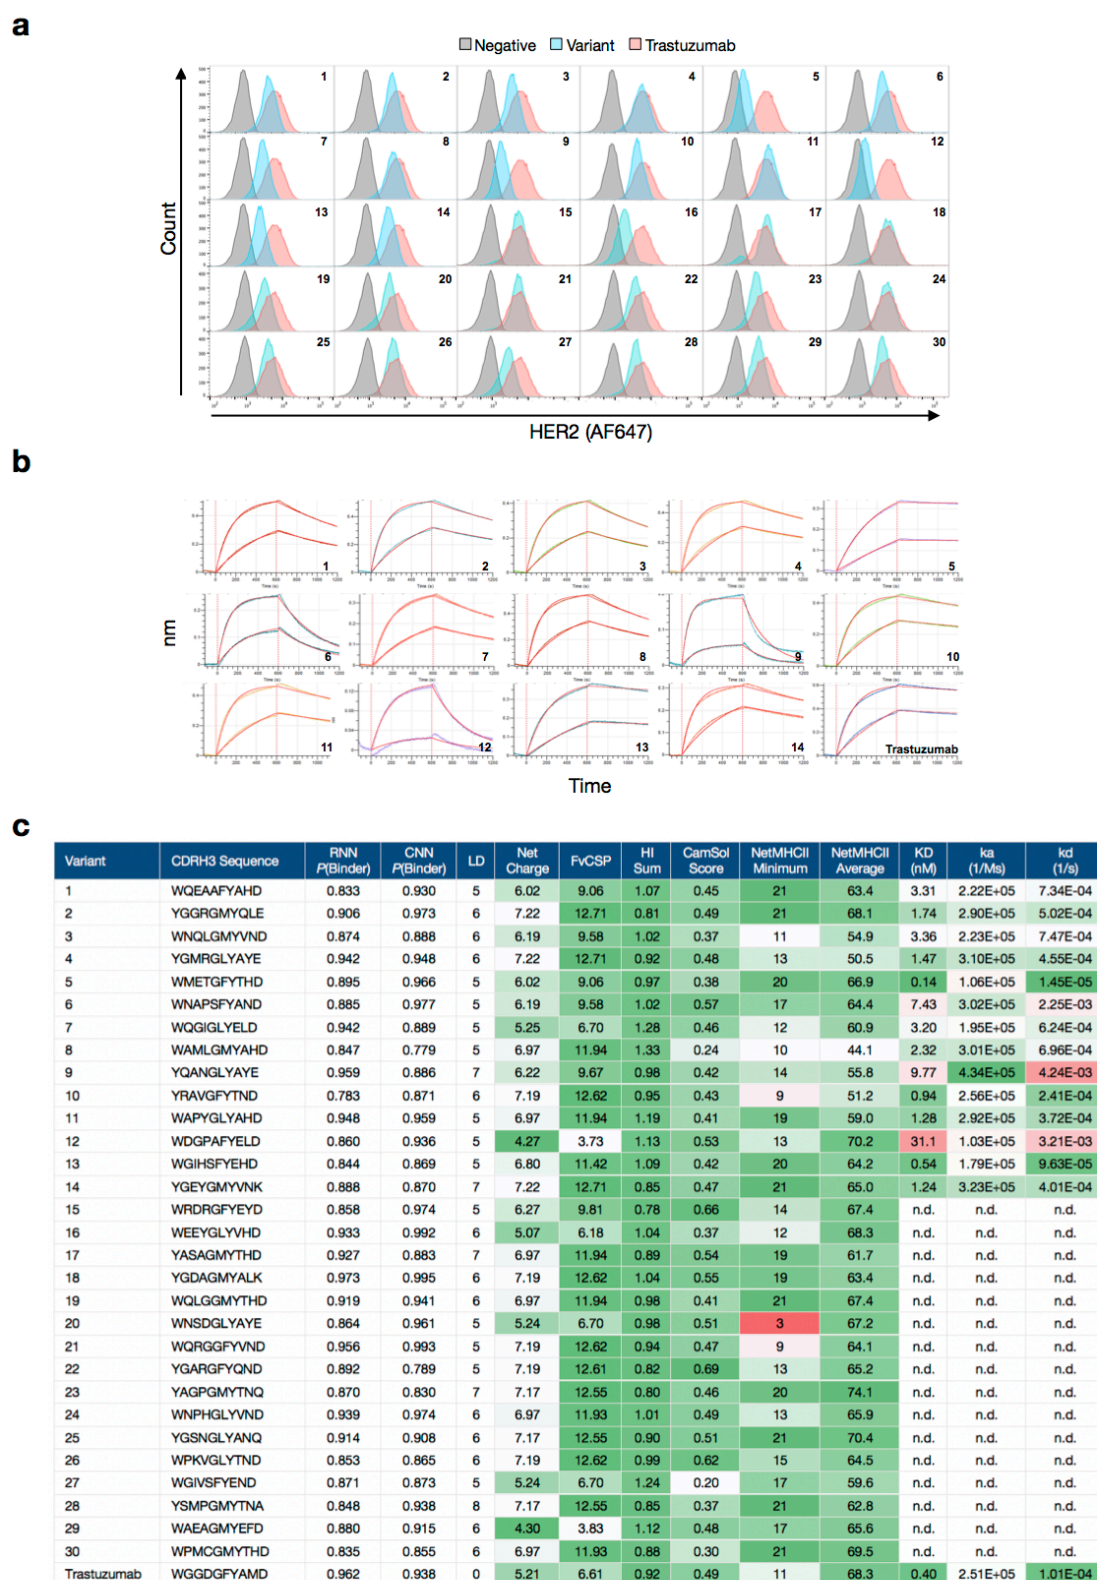 a
Negative Variant Trastuzumab
1 2 3 4 5 6
7 8 9 10 11 12
13 14 15 16 17 18
19 20 21 22 23 24
25 26 27 28 29 30
Count
HER2 (AF647)
b
1 2 3 4 5
6 7 8 9 10
11 12 13 14 Trastuzumab
nm
Time
c
Variant CDRH3 Sequence RNN P(Binder) CNN P(Binder) LD Net Charge FvCSP HI Sum CamSol Score NetMHCII Minimum NetMHCII Average KD (nM) ka (1/Ms) kd (1/s)
1 WQEAAFYAHD 0.833 0.930 5 6.02 9.06 1.07 0.45 21 63.4 3.31 2.22E+05 7.34E-04
2 YGGRGMYQLE 0.906 0.973 6 7.22 12.71 0.81 0.49 21 68.1 1.74 2.90E+05 5.02E-04
3 WNQLGMYVND 0.874 0.888 6 6.19 9.58 1.02 0.37 11 54.9 3.36 2.23E+05 7.47E-04
4 YGMRGLYAYE 0.942 0.948 6 7.22 12.71 0.92 0.48 13 50.5 1.47 3.10E+05 4.55E-04
5 WMETGFYTHD 0.895 0.966 5 6.02 9.06 0.97 0.38 20 66.9 0.14 1.06E+05 1.45E-05
6 WNAPSFYAND 0.885 0.977 5 6.19 9.58 1.02 0.57 17 64.4 7.43 3.02E+05 2.25E-03
7 WQGIGLYELD 0.942 0.889 5 5.25 6.70 1.28 0.46 12 60.9 3.20 1.95E+05 6.24E-04
8 WAMLGMYAHD 0.847 0.779 5 6.97 11.94 1.33 0.24 10 44.1 2.32 3.01E+05 6.96E-04
9 YQANGLYAYE 0.959 0.886 7 6.22 9.67 0.98 0.42 14 55.8 9.77 4.34E+05 4.24E-03
10 YRAVGFYTND 0.783 0.871 6 7.19 12.62 0.95 0.43 9 51.2 0.94 2.56E+05 2.41E-04
11 WAPYGLYAHD 0.948 0.959 5 6.97 11.94 1.19 0.41 19 59.0 1.28 2.92E+05 3.72E-04
12 WDGPAFYELD 0.860 0.936 5 4.27 3.73 1.13 0.53 13 70.2 31.1 1.03E+05 3.21E-03
13 WGIHSFYEHD 0.844 0.869 5 6.80 11.42 1.09 0.42 20 64.2 0.54 1.79E+05 9.63E-05
14 YGEYGMYVNK 0.888 0.870 7 7.22 12.71 0.85 0.47 21 65.0 1.24 3.23E+05 4.01E-04
15 WRDRGFYEYD 0.858 0.974 5 6.27 9.81 0.78 0.66 14 67.4 n.d. n.d. n.d.
16 WEEYGLYVHD 0.933 0.992 6 5.07 6.18 1.04 0.37 12 68.3 n.d. n.d. n.d.
17 YASAGMYTHD 0.927 0.883 7 6.97 11.94 0.89 0.54 19 61.7 n.d. n.d. n.d.
18 YGDAGMYALK 0.973 0.995 6 7.19 12.62 1.04 0.55 19 63.4 n.d. n.d. n.d.
19 WQLGGMYTHD 0.919 0.941 6 6.97 11.94 0.98 0.41 21 67.4 n.d. n.d. n.d.
20 WNSDGLYAYE 0.864 0.961 5 5.24 6.70 0.98 0.51 3 67.2 n.d. n.d. n.d.
21 WQRGGFYVND 0.956 0.993 5 7.19 12.62 0.94 0.47 9 64.1 n.d. n.d. n.d.
22 YGARGFYQND 0.892 0.789 5 7.19 12.61 0.82 0.69 13 65.2 n.d. n.d. n.d.
23 YAGPGMYTNQ 0.870 0.830 7 7.17 12.55 0.80 0.46 20 74.1 n.d. n.d. n.d.
24 WNPHGLYVND 0.939 0.974 6 6.97 11.93 1.01 0.49 13 65.9 n.d. n.d. n.d.
25 YGSNGLYANQ 0.914 0.908 6 7.17 12.55 0.90 0.51 21 70.4 n.d. n.d. n.d.
26 WPKVGLYTND 0.853 0.865 6 7.19 12.62 0.99 0.62 15 64.5 n.d. n.d. n.d.
27 WGIVSFYEND 0.871 0.873 5 5.24 6.70 1.24 0.20 17 59.6 n.d. n.d. n.d.
28 YSMPGMYTNA 0.848 0.938 8 7.17 12.55 0.85 0.37 21 62.8 n.d. n.d. n.d.
29 WAEAGMYEFD 0.880 0.915 6 4.30 3.83 1.12 0.48 17 65.6 n.d. n.d. n.d.
30 WPMCGMYTHD 0.835 0.855 6 6.97 11.93 0.88 0.30 21 69.5 n.d. n.d. n.d.
Trastuzumab WGGDGFYAMD 0.962 0.938 0 5.21 6.61 0.92 0.49 11 68.3 0.40 2.51E+05 1.01E-04